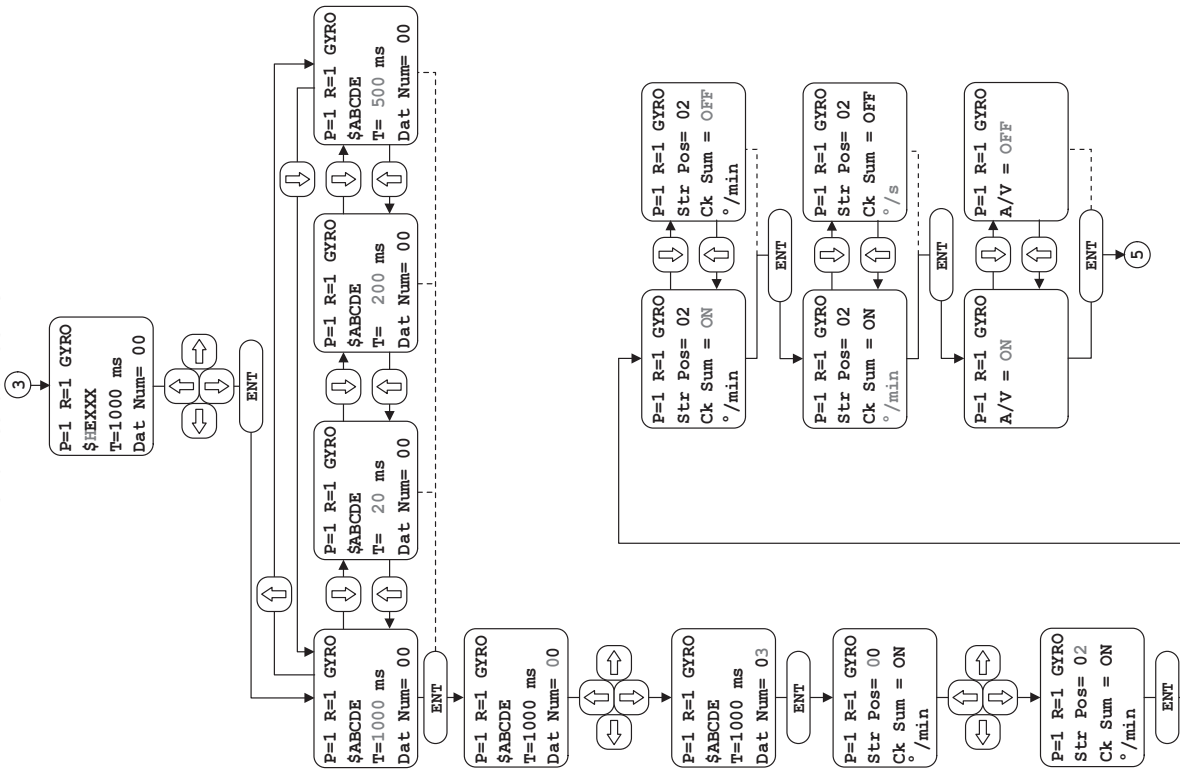 3
P=1 R=1 GYRO
$HEXXX
T=1000 ms
Dat Num= 00
ENT
P=1 R=1 GYRO
$ABCDE
T=1000 ms
Dat Num= 00
P=1 R=1 GYRO
$ABCDE
T= 20 ms
Dat Num= 00
P=1 R=1 GYRO
$ABCDE
T= 200 ms
Dat Num= 00
P=1 R=1 GYRO
$ABCDE
T= 500 ms
Dat Num= 00
ENT
P=1 R=1 GYRO
$ABCDE
T=1000 ms
Dat Num= 00
P=1 R=1 GYRO
$ABCDE
T=1000 ms
Dat Num= 03
ENT
P=1 R=1 GYRO
Str Pos= 00
Ck Sum = ON
°/min
P=1 R=1 GYRO
Str Pos= 02
Ck Sum = ON
°/min
ENT
P=1 R=1 GYRO
Str Pos= 02
Ck Sum = ON
°/min
P=1 R=1 GYRO
Str Pos= 02
Ck Sum = OFF
°/min
ENT
P=1 R=1 GYRO
Str Pos= 02
Ck Sum = ON
°/min
P=1 R=1 GYRO
Str Pos= 02
Ck Sum = OFF
°/s
ENT
P=1 R=1 GYRO
A/V = ON
P=1 R=1 GYRO
A/V = OFF
ENT
5